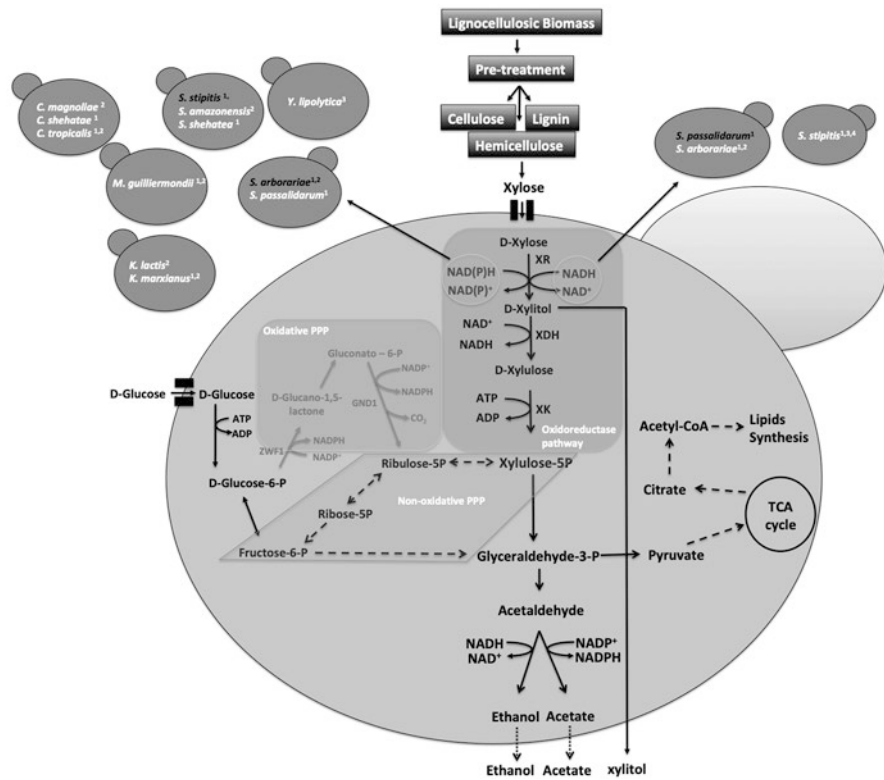 Lignocellulosic Biomass
Pre-treatment
Cellulose
Lignin
Hemicellulose
Xylose
C. magnoliae ²
C. shehatae ¹
C. tropicalis ¹,²
S. stipitis ¹,
S. amazonensis²
S. shehatea ¹
Y. lipolytica³
M. guilliermondii ¹,²
S. arborariae¹,²
S. passalidarum¹
K. lactis²
K. marxianus¹,²
S. passalidarum¹
S. arborariae¹,²
S. stipitis¹,³,⁴
D-Xylose
XR
NAD(P)H
NAD(P)⁺
NADH
NAD⁺
D-Xylitol
NAD⁺
NADH
XDH
D-Xylulose
ATP
ADP
XK
Oxidoreductase
pathway
Oxidative PPP
Gluconato – 6-P
NADP⁺
NADPH
GND1
CO₂
D-Glucano-1,5-
lactone
NADPH
NADP⁺
ZWF1
D-Glucose
D-Glucose
ATP
ADP
D-Glucose-6-P
Ribulose-5P
Xylulose-5P
Non-oxidative PPP
Ribose-5P
Fructose-6-P
Glyceraldehyde-3-P
Pyruvate
TCA
cycle
Citrate
Acetyl-CoA
Lipids
Synthesis
Acetaldehyde
NADH
NAD⁺
NADP⁺
NADPH
Ethanol
Acetate
Ethanol
Acetate
xylitol